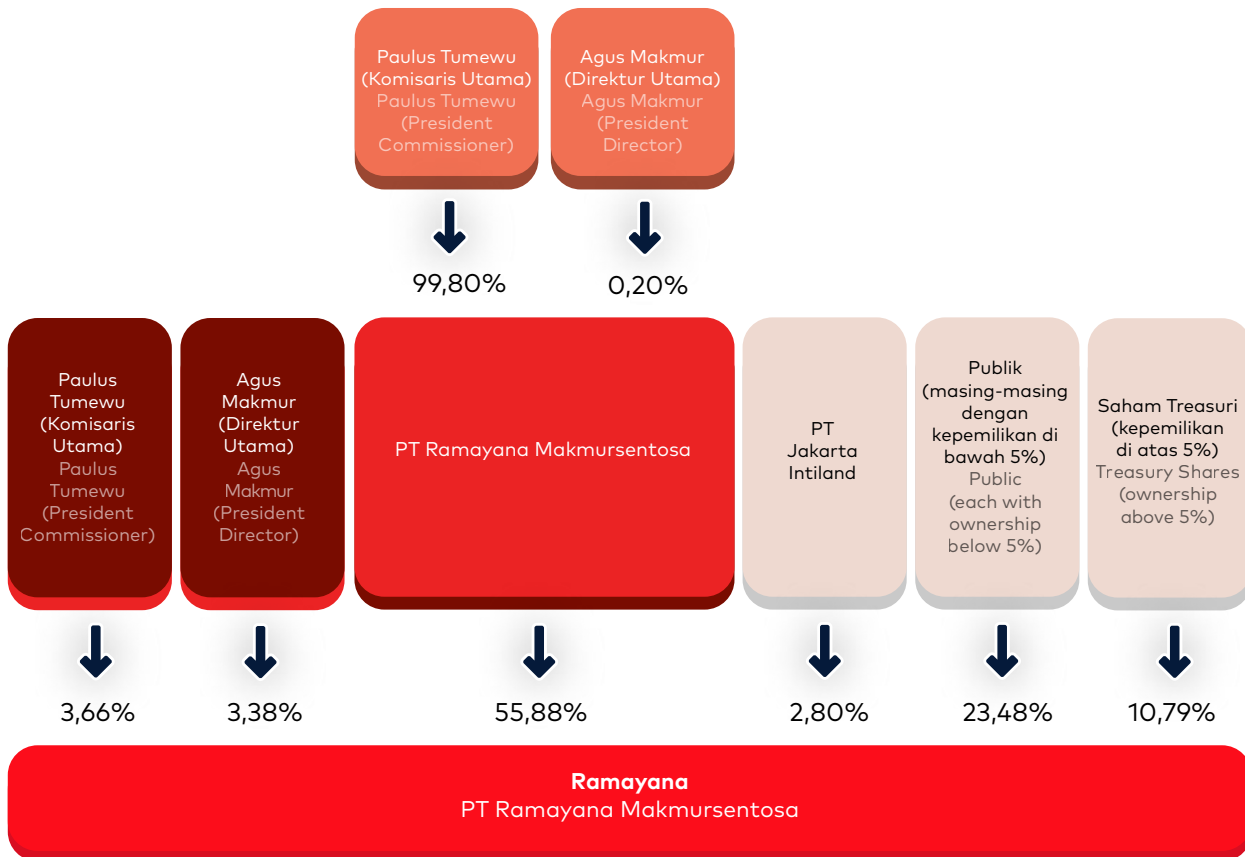 Paulus Tumewu
(Komisaris Utama)
Paulus Tumewu
(President
Commissioner)
Agus Makmur
(Direktur Utama)
Agus Makmur
(President
Director)
99,80%
0,20%
Paulus
Tumewu
(Komisaris
Utama)
Paulus
Tumewu
(President
Commissioner)
Agus
Makmur
(Direktur
Utama)
Agus
Makmur
(President
Director)
PT Ramayana Makmursentosa
PT
Jakarta
Intiland
Publik
(masing-masing
dengan
kepemilikan di
bawah 5%)
Public
(each with
ownership
below 5%)
Saham Treasuri
(kepemilikan
di atas 5%)
Treasury Shares
(ownership
above 5%)
3,66%
3,38%
55,88%
2,80%
23,48%
10,79%
Ramayana
PT Ramayana Makmursentosa